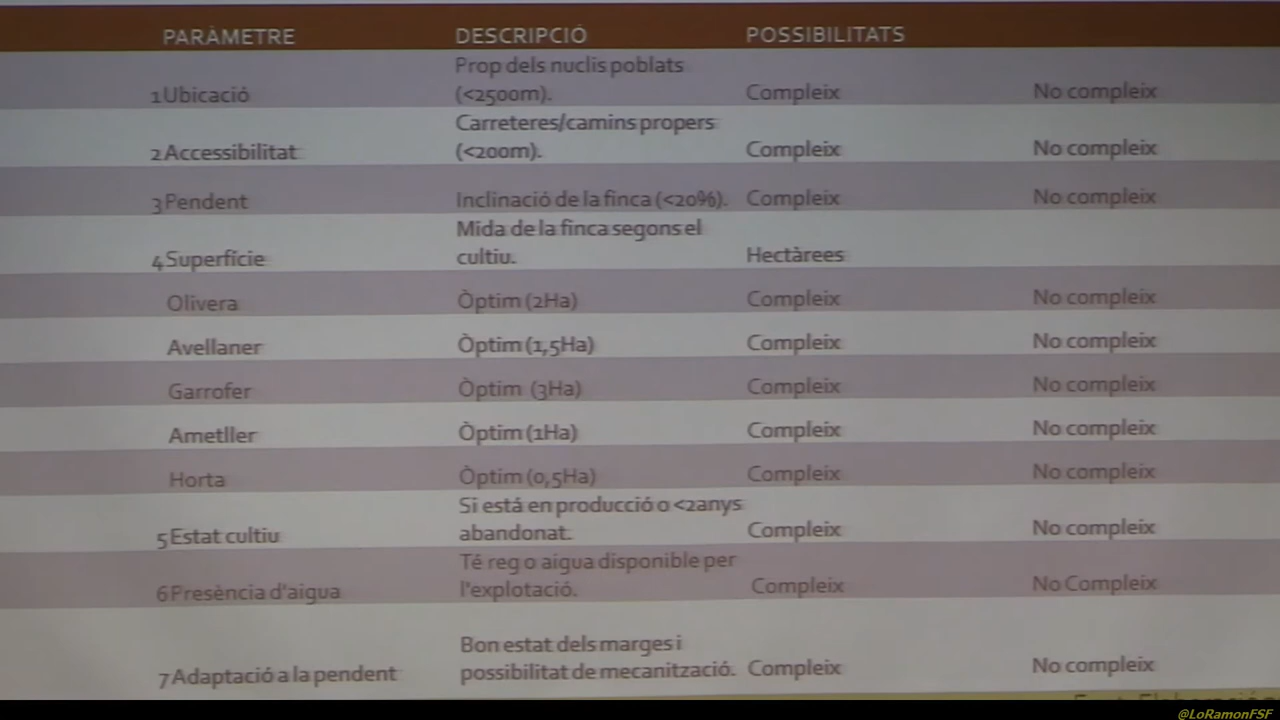 PARÀMETRE DESCRIPCIÓ POSSIBILITATS
Prop dels nuclis poblats
1 Ubicació (<2500m). Compleix No compleix
Carreteres/camins propers
2 Accessibilitat (<200m). Compleix No compleix
3 Pendent Inclinació de la finca (<20%). Compleix No compleix
Mida de la finca segons el
4 Superfície cultiu. Hectàrees
Olivera Òptim (2Ha) Compleix No compleix
Avellaner Òptim (1,5Ha) Compleix No compleix
Garrofer Òptim (3Ha) Compleix No compleix
Ametller Òptim (1Ha) Compleix No compleix
Horta Òptim (0,5Ha) Compleix No compleix
Si está en producció o <2anys
5 Estat cultiu abandonat. Compleix No compleix
Té reg o aigua disponible per
6 Presència d'aigua l'explotació. Compleix No Compleix
Bon estat dels marges i
7 Adaptació a la pendent possibilitat de mecanització. Compleix No compleix
@LoRamonFSF